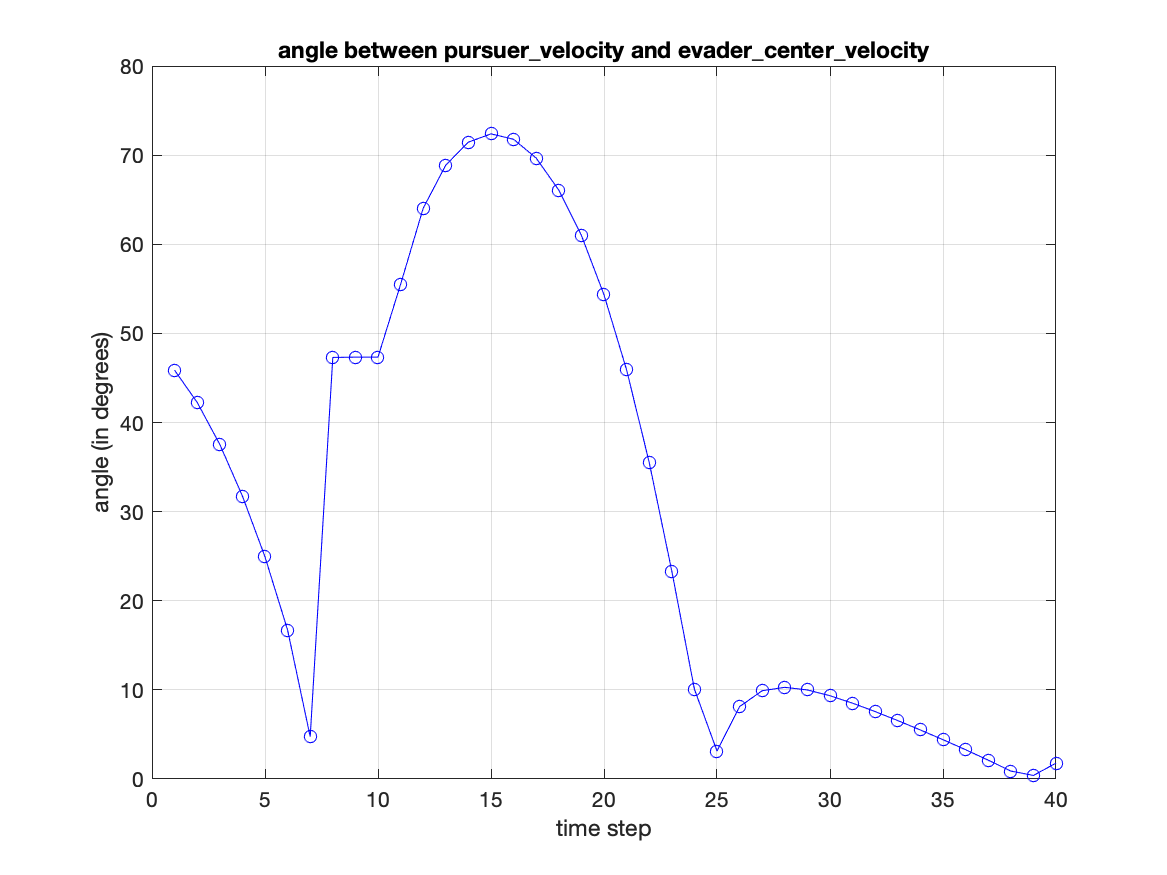 angle between pursuer_velocity and evader_center_velocity
80
70
60
50
40
30
20
10
0
angle (in degrees)
0 5 10 15 20 25 30 35 40
time step